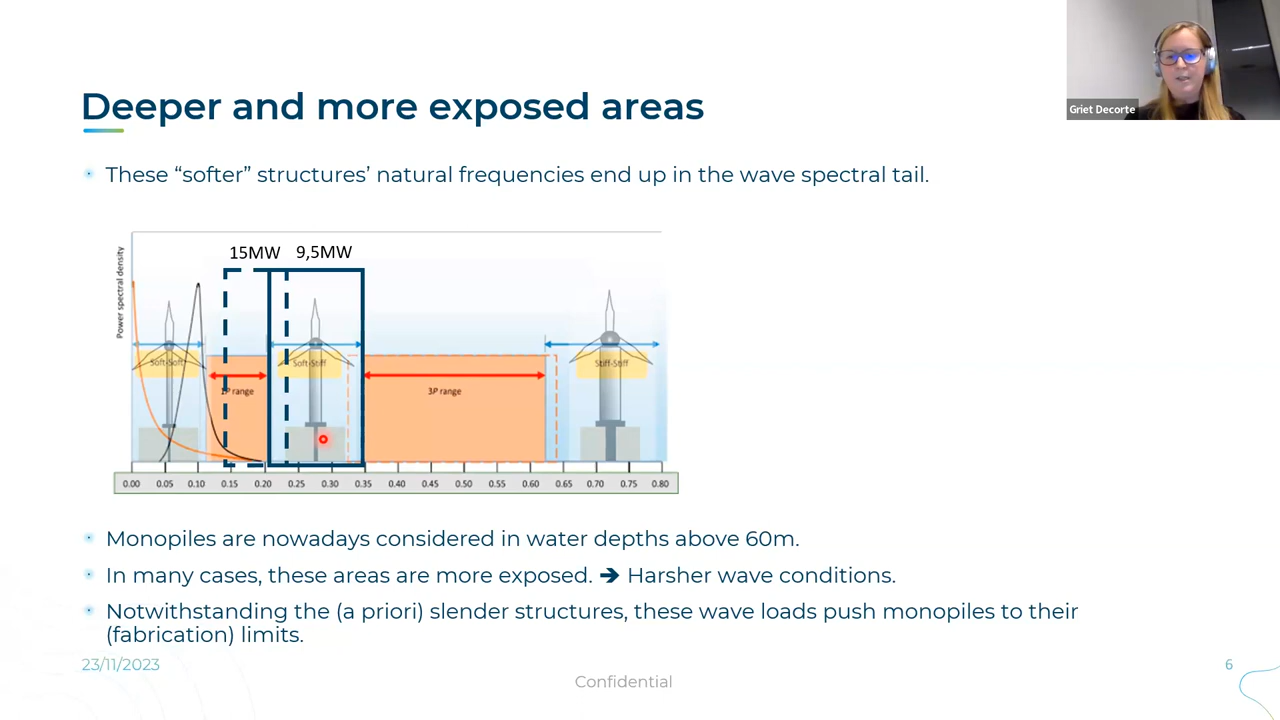 Griet Decorte
Deeper and more exposed areas
These “softer” structures’ natural frequencies end up in the wave spectral tail.
15MW 9,5MW
Power spectral density
Soft-Soft Soft-Stiff Stiff-Stiff
1P range 3P range
0.00 0.05 0.10 0.15 0.20 0.25 0.30 0.35 0.40 0.45 0.50 0.55 0.60 0.65 0.70 0.75 0.80
Monopiles are nowadays considered in water depths above 60m.
In many cases, these areas are more exposed. ➔ Harsher wave conditions.
Notwithstanding the (a priori) slender structures, these wave loads push monopiles to their
(fabrication) limits.
23/11/2023
Confidential
6